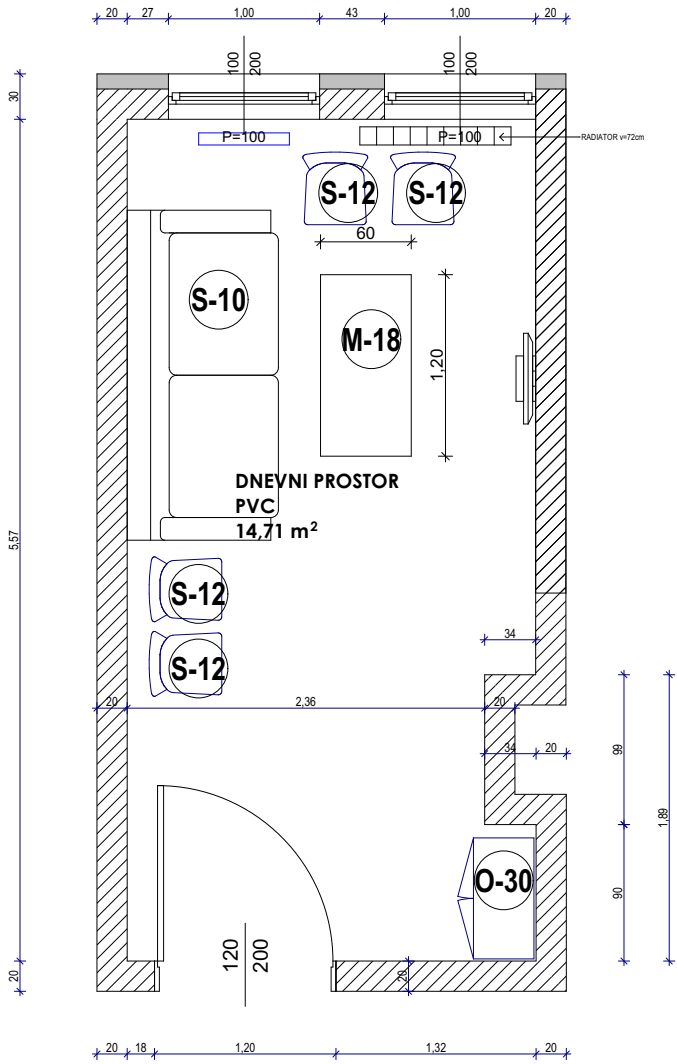 20 27 1,00 43 1,00 20
100
200
100
200
30
P=100
P=100
RADIATOR v=72cm
S-12
S-12
60
S-10
M-18
1,20
DNEVNI PROSTOR
PVC
14,71 m²
5,57
S-12
S-12
34
20 2,36 20
34 20
99
1,89
O-30
90
120
200
20
20
20 18 1,20 1,32 20